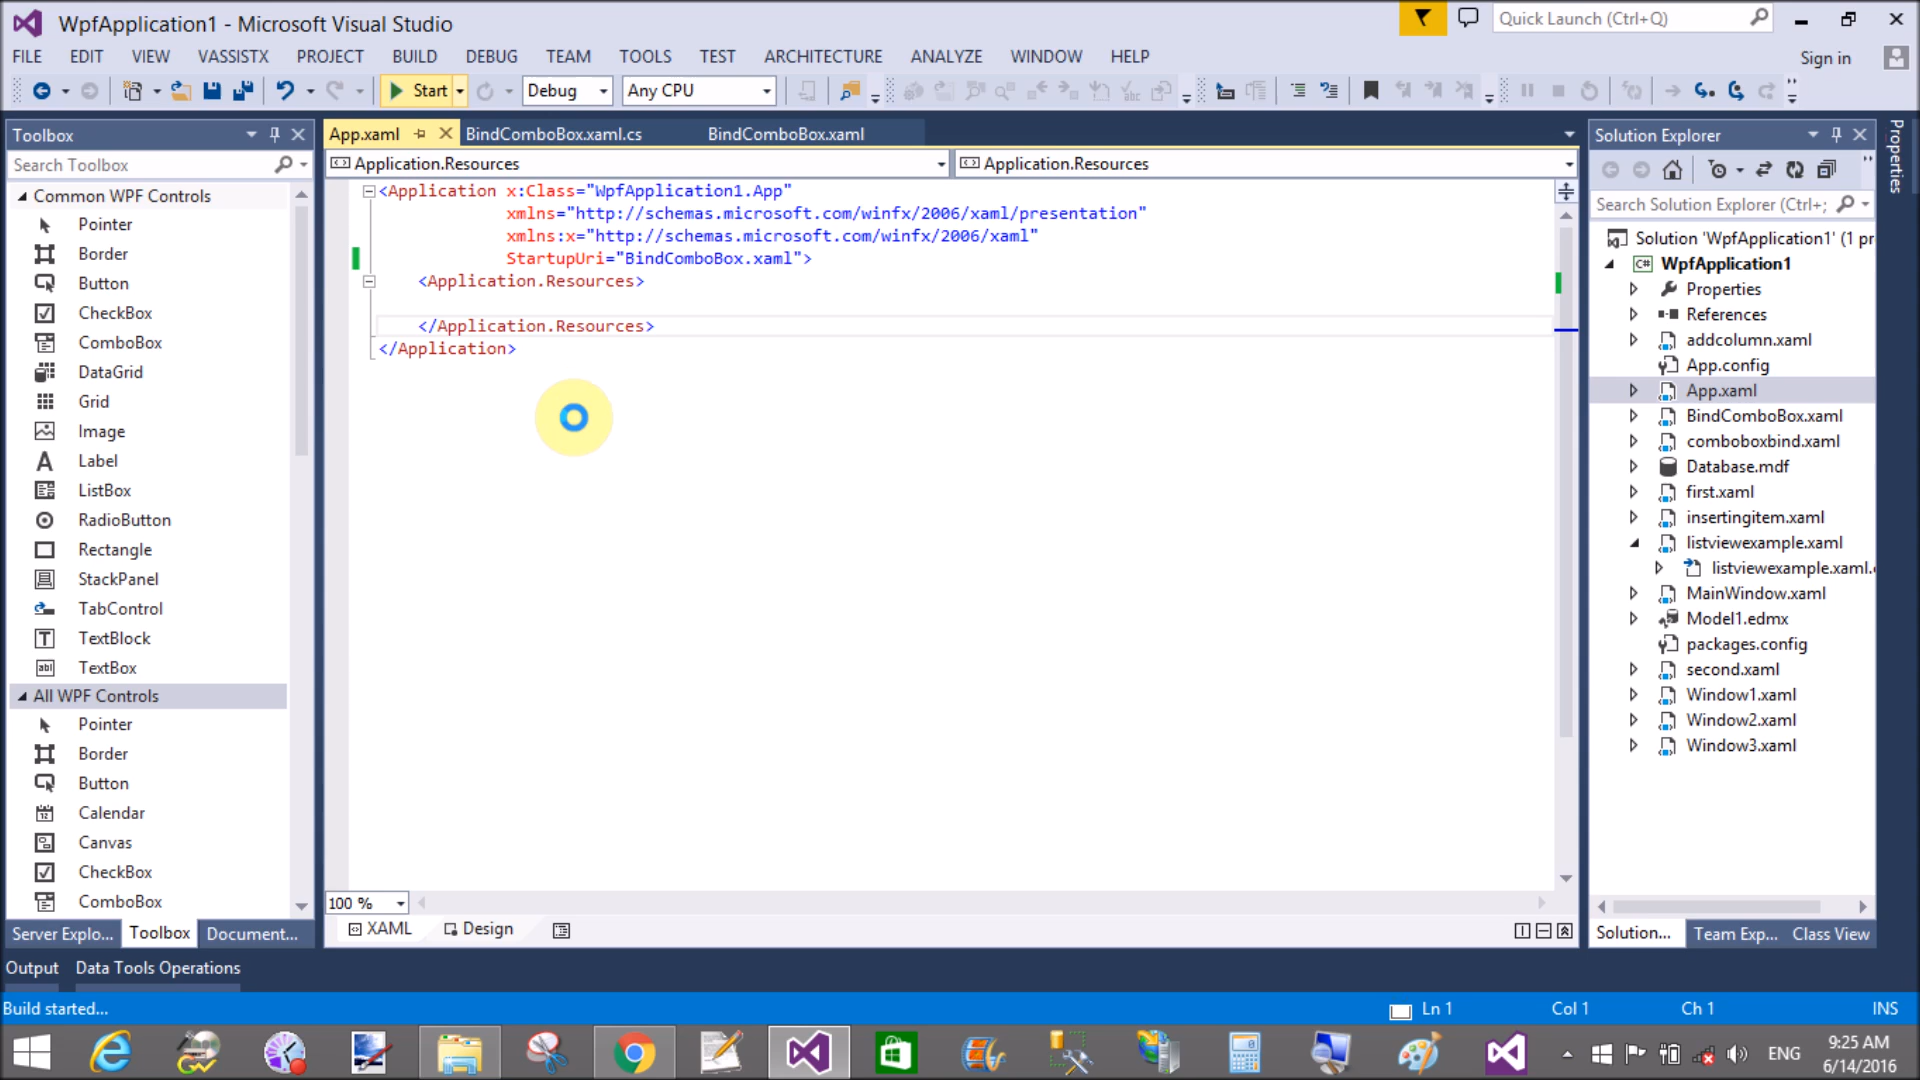 WpfApplication1 - Microsoft Visual Studio
Quick Launch (Ctrl+Q)
FILE EDIT VIEW VASSISTX PROJECT BUILD DEBUG TEAM TOOLS TEST ARCHITECTURE ANALYZE WINDOW HELP
Sign in
Start Debug Any CPU
Toolbox
Search Toolbox
Common WPF Controls
Pointer
Border
Button
CheckBox
ComboBox
DataGrid
Grid
Image
Label
ListBox
RadioButton
Rectangle
StackPanel
TabControl
TextBlock
TextBox
All WPF Controls
Pointer
Border
Button
Calendar
Canvas
CheckBox
ComboBox
Server Explo... Toolbox Document...
App.xaml BindComboBox.xaml.cs BindComboBox.xaml
Application.Resources Application.Resources
<Application x:Class="WpfApplication1.App"
xmlns="http://schemas.microsoft.com/winfx/2006/xaml/presentation"
xmlns:x="http://schemas.microsoft.com/winfx/2006/xaml"
StartupUri="BindComboBox.xaml">
<Application.Resources>
</Application.Resources>
</Application>
100 %
XAML Design
Solution Explorer
Search Solution Explorer (Ctrl+;
Solution 'WpfApplication1' (1 pr
WpfApplication1
Properties
References
addcolumn.xaml
App.config
App.xaml
BindComboBox.xaml
comboboxbind.xaml
Database.mdf
first.xaml
insertingitem.xaml
listviewexample.xaml
listviewexample.xaml.c
MainWindow.xaml
Model1.edmx
packages.config
second.xaml
Window1.xaml
Window2.xaml
Window3.xaml
Solution... Team Exp... Class View
Properties
Output Data Tools Operations
Build started...
Ln 1 Col 1 Ch 1 INS
ENG
9:25 AM
6/14/2016